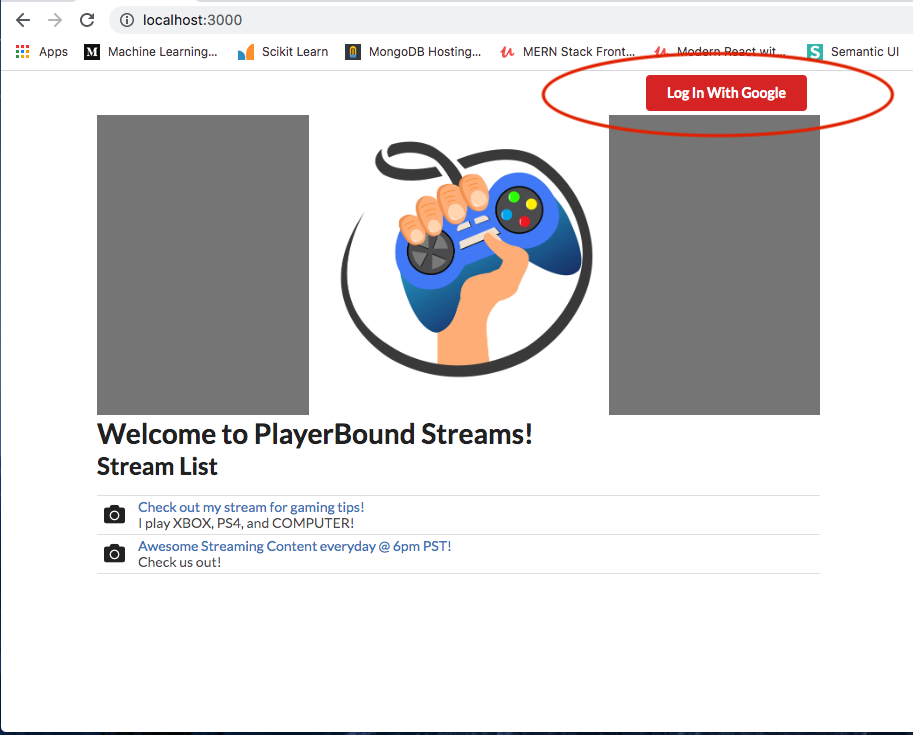 localhost:3000
Apps Machine Learning... Scikit Learn MongoDB Hosting... MERN Stack Front... Modern React wit... Semantic UI
Log In With Google
Welcome to PlayerBound Streams!
Stream List
Check out my stream for gaming tips!
I play XBOX, PS4, and COMPUTER!
Awesome Streaming Content everyday @ 6pm PST!
Check us out!